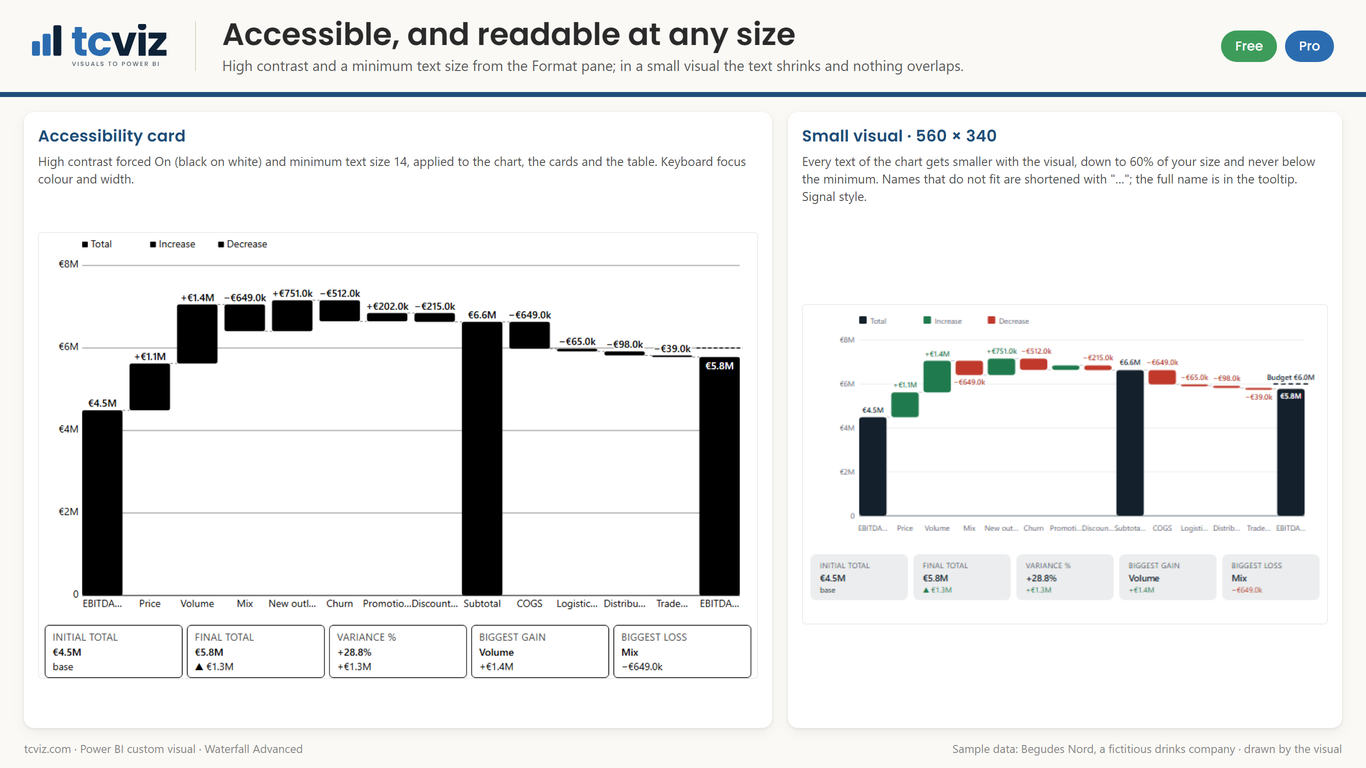 tcviz
VISUALS TO POWER BI
Accessible, and readable at any size
High contrast and a minimum text size from the Format pane; in a small visual the text shrinks and nothing overlaps.
Free
Pro
Accessibility card
High contrast forced On (black on white) and minimum text size 14, applied to the chart, the cards and the table. Keyboard focus
colour and width.
Total Increase Decrease
€8M
+€1.4M −€649.0k +€751.0k −€512.0k +€202.0k −€215.0k €6.6M −€649.0k
€6M
+€1.1M −€65.0k −€98.0k −€39.0k
€5.8M
€4.5M
€4M
€2M
0
EBITDA... Price Volume Mix New outl... Churn Promotio... Discount... Subtotal COGS Logistic... Distribu... Trade... EBITDA...
INITIAL TOTAL FINAL TOTAL VARIANCE % BIGGEST GAIN BIGGEST LOSS
€4.5M €5.8M +28.8% Volume Mix
base ▲ €1.3M +€1.3M +€1.4M −€649.0k
Small visual · 560 × 340
Every text of the chart gets smaller with the visual, down to 60% of your size and never below
the minimum. Names that do not fit are shortened with "..."; the full name is in the tooltip.
Signal style.
Total Increase Decrease
€8M
+€1.4M −€649.0k +€751.0k −€512.0k −€215.0k €6.6M −€649.0k
€6M
+€1.1M −€65.0k −€98.0k −€39.0k Budget €6.0M
€5.8M
€4.5M
€4M
€2M
0
EBITDA... Price Volume Mix New out... Churn Promoti... Discoun... Subtota... COGS Logisti... Distrib... Trade... EBITDA...
INITIAL TOTAL FINAL TOTAL VARIANCE % BIGGEST GAIN BIGGEST LOSS
€4.5M €5.8M +28.8% Volume Mix
base ▲ €1.3M +€1.3M +€1.4M −€649.0k
tcviz.com · Power BI custom visual · Waterfall Advanced
Sample data: Begudes Nord, a fictitious drinks company · drawn by the visual